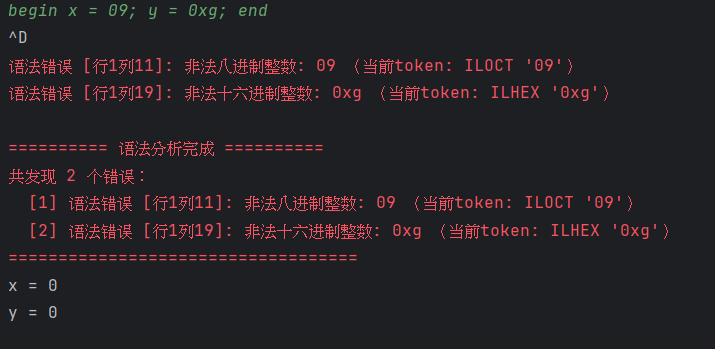 begin x = 09; y = 0xg; end
^D
语法错误 [行1列11]: 非法八进制整数: 09 (当前token: ILOCT '09')
语法错误 [行1列19]: 非法十六进制整数: 0xg (当前token: ILHEX '0xg')
========== 语法分析完成 ==========
共发现 2 个错误:
[1] 语法错误 [行1列11]: 非法八进制整数: 09 (当前token: ILOCT '09')
[2] 语法错误 [行1列19]: 非法十六进制整数: 0xg (当前token: ILHEX '0xg')
===================================
x = 0
y = 0